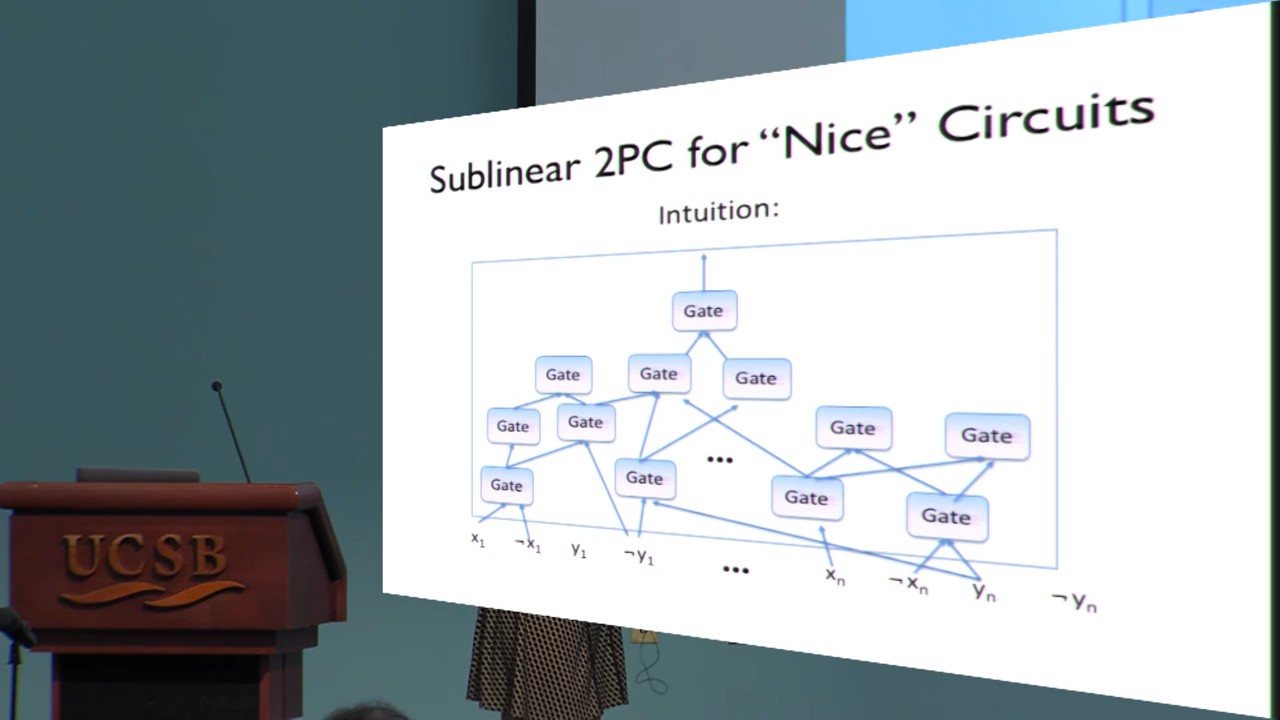 Sublinear 2PC for “Nice” Circuits
Intuition:
Gate
Gate Gate Gate
Gate Gate Gate Gate
Gate Gate Gate Gate
...
x1 ¬x1 y1 ¬y1 ... xn ¬xn yn ¬yn
UCSB